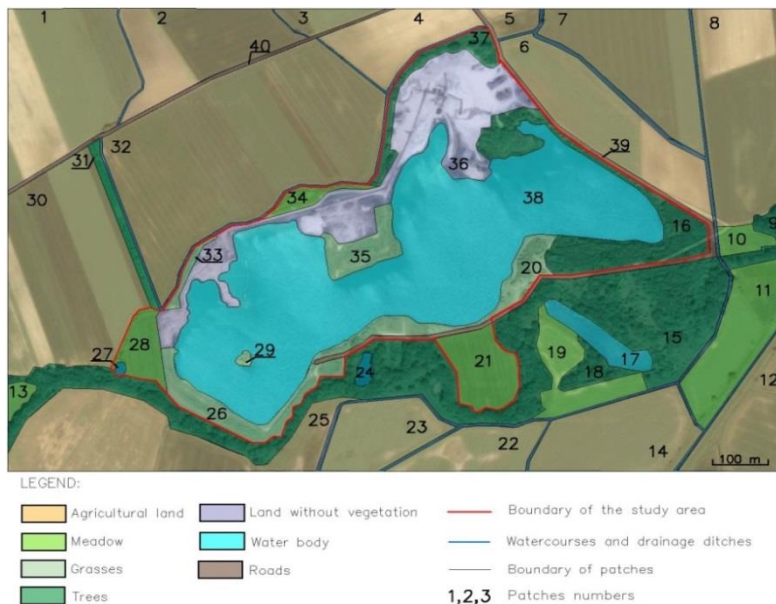 1 2 3 4 5 7 8
40 37 6
31 32 36 39
30 34 38
33 35 16 9
20 10
11
27 28 29 19 17 15
13 24 21 18 12
26 25 23 22 14
100 m
LEGEND:
Agricultural land
Meadow
Grasses
Trees
Land without vegetation
Water body
Roads
Boundary of the study area
Watercourses and drainage ditches
Boundary of patches
1,2,3 Patches numbers